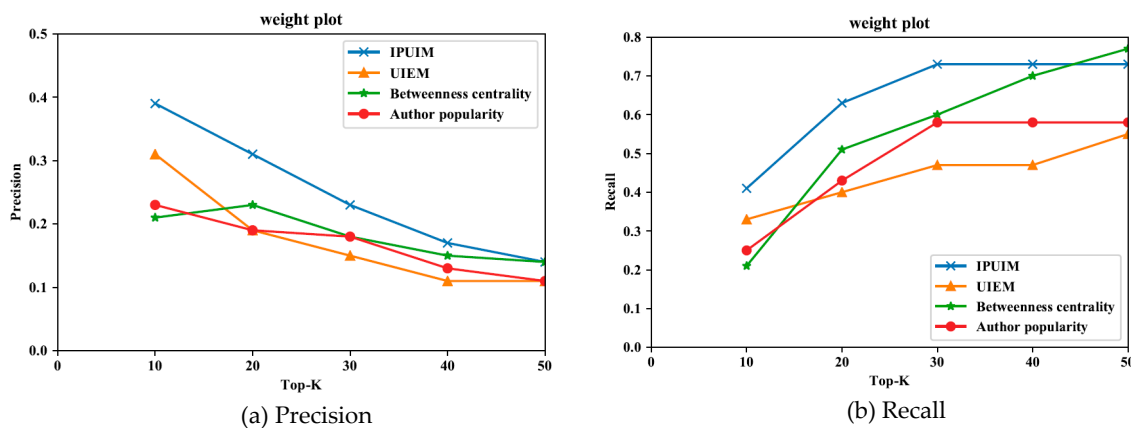 weight plot
0.5
0.4
0.3
0.2
0.1
0.0
Precision
IPUIM
UIEM
Betweenness centrality
Author popularity
0 10 20 30 40 50
Top-K
(a) Precision
weight plot
0.8
0.7
0.6
0.5
0.4
0.3
0.2
0.1
0.0
Recall
IPUIM
UIEM
Betweenness centrality
Author popularity
0 10 20 30 40 50
Top-K
(b) Recall